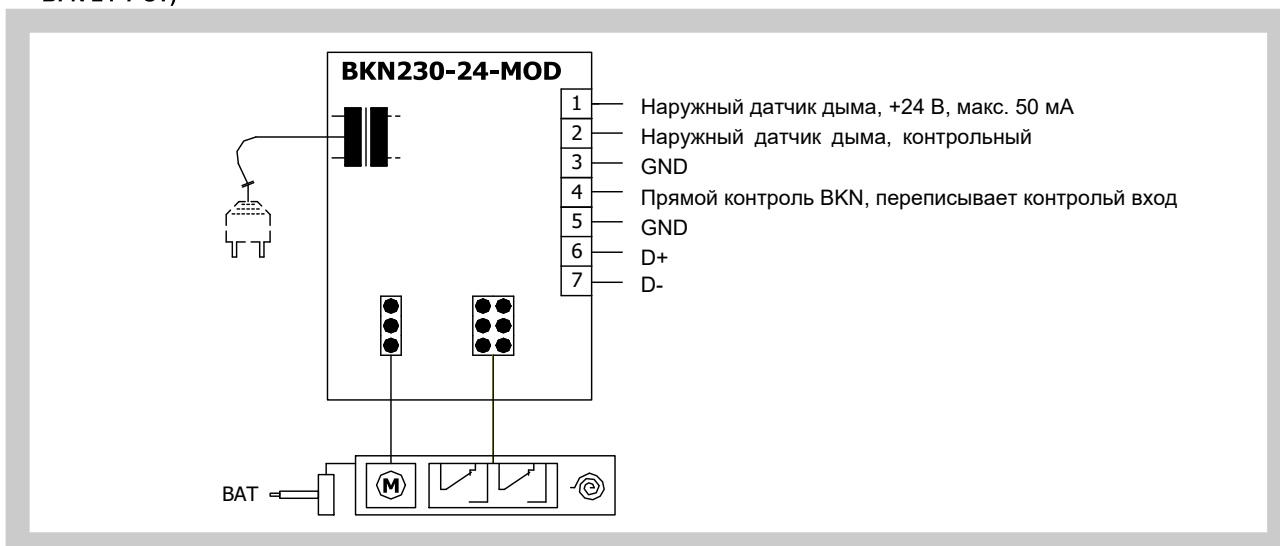 BKN230-24-MOD
1 Наружный датчик дыма, +24 В, макс. 50 мА
2 Наружный датчик дыма, контрольный
3 GND
4 Прямой контроль BKN, переписывает контролый вход
5 GND
6 D+
7 D-
BAT M